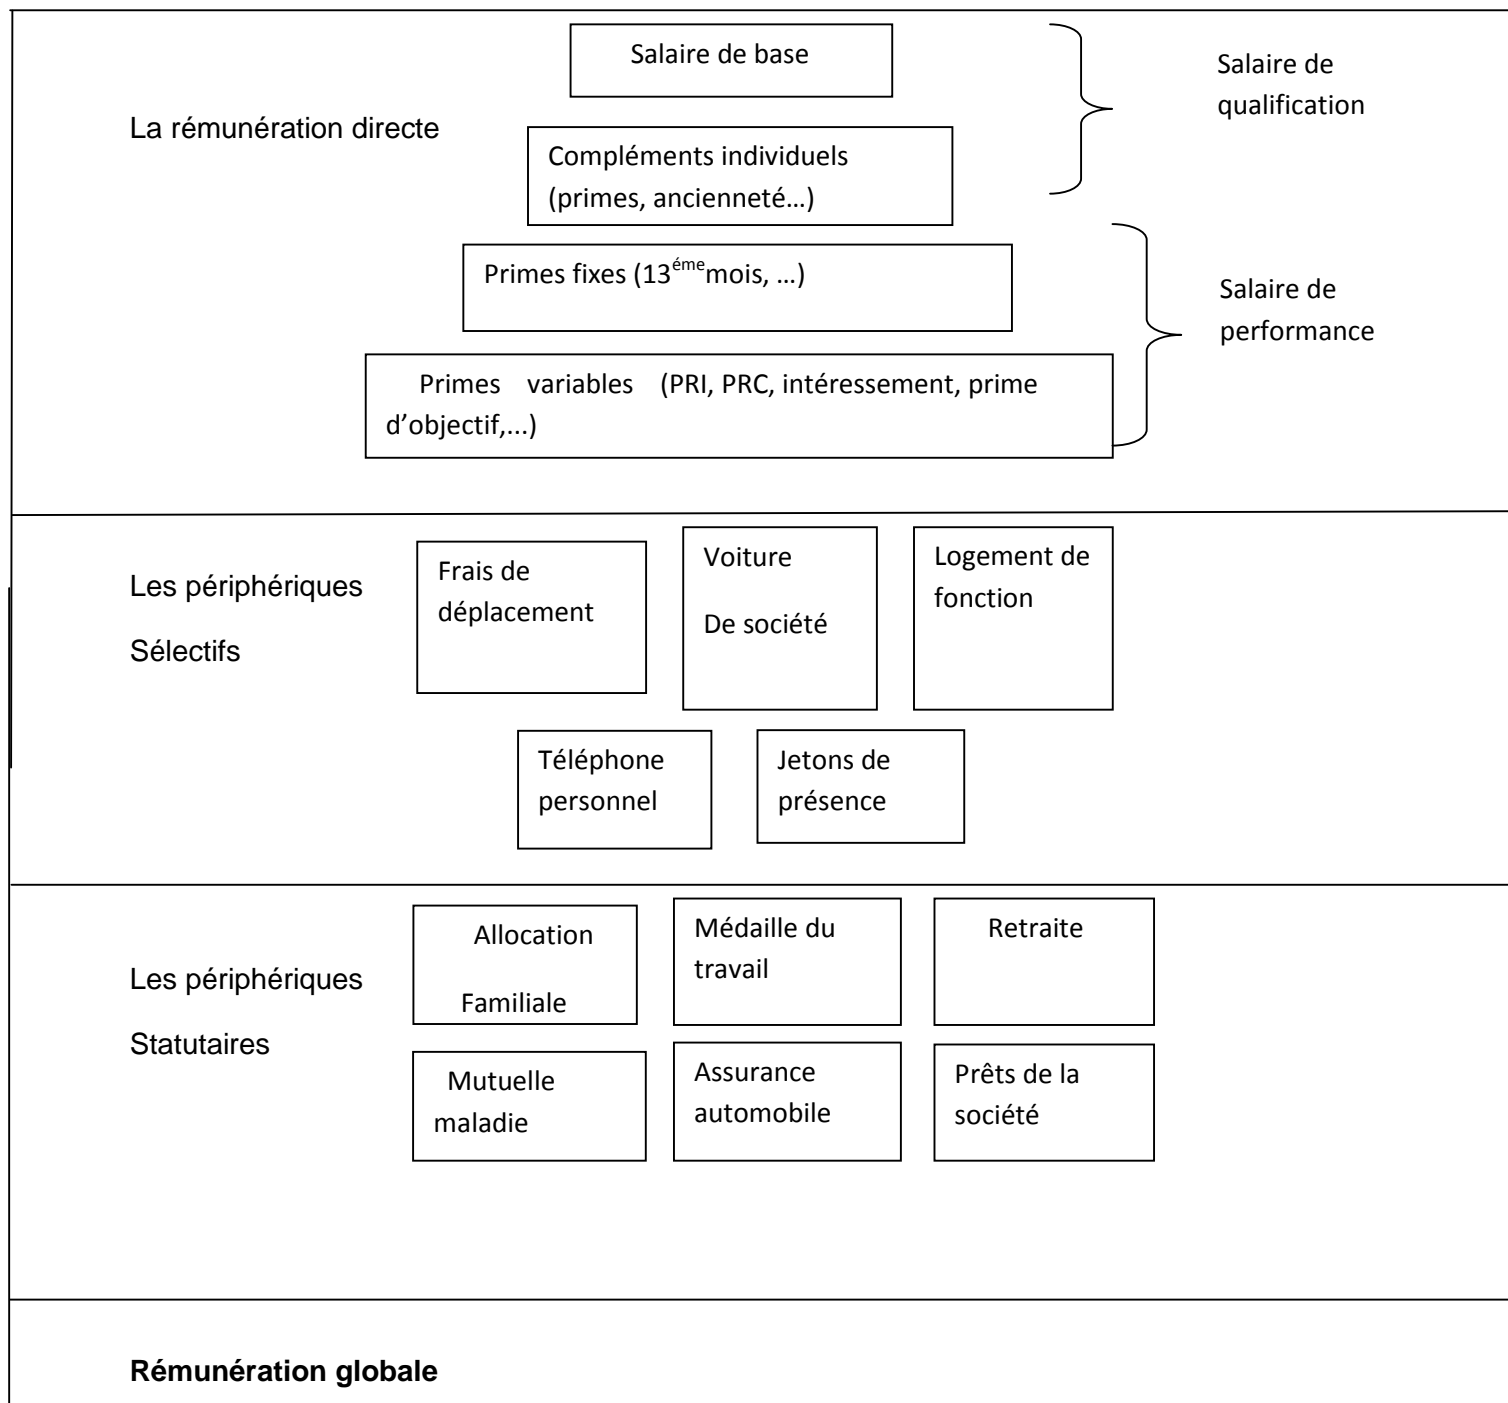 Salaire de base
Salaire de
qualification
La rémunération directe
Compléments individuels
(primes, ancienneté…)
Primes fixes (13éme mois, …)
Salaire de
performance
Primes variables (PRI, PRC, intéressement, prime
d’objectif,...)
Les périphériques
Sélectifs
Frais de
déplacement
Voiture
De société
Logement de
fonction
Téléphone
personnel
Jetons de
présence
Les périphériques
Statutaires
Allocation
Familiale
Médaille du
travail
Retraite
Mutuelle
maladie
Assurance
automobile
Prêts de la
société
Rémunération globale